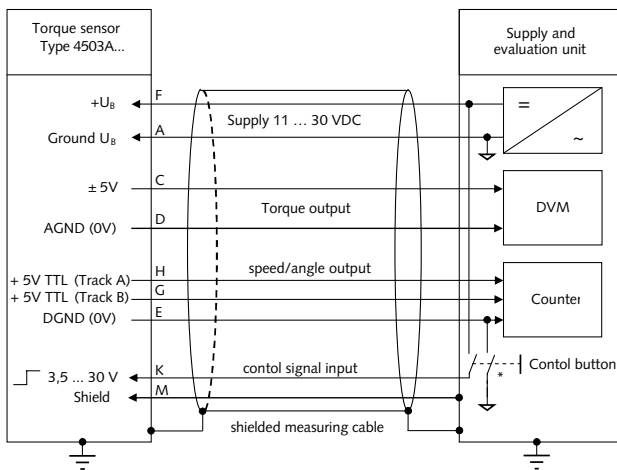 Torque sensor
Type 4503A...
Supply and
evaluation unit
+UB
F
Supply 11 ... 30 VDC
=
~
Ground UB
A
± 5V
C
Torque output
DVM
AGND (0V)
D
+ 5V TTL (Track A)
H
speed/angle output
+ 5V TTL (Track B)
G
Counter
DGND (0V)
E
3,5 ... 30 V
K
contol signal input
*
Contol button
Shield
M
shielded measuring cable